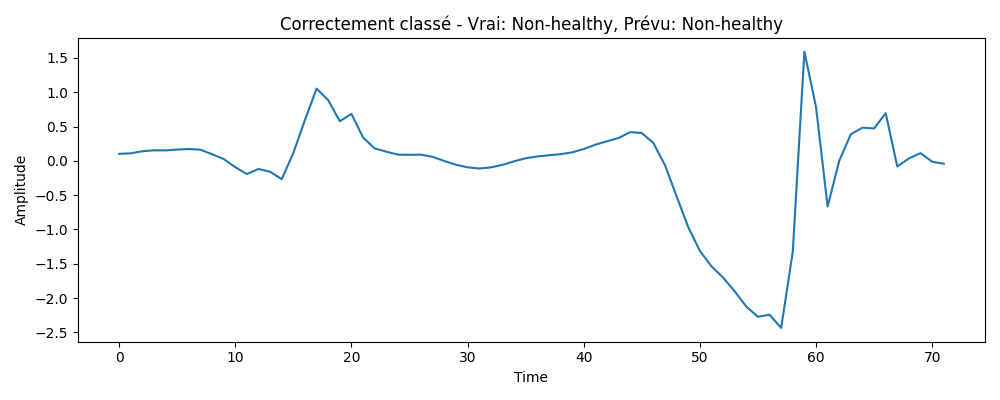 Correctement classé - Vrai: Non-healthy, Prévu: Non-healthy
1.5
1.0
0.5
0.0
−0.5
−1.0
−1.5
−2.0
−2.5
Amplitude
0 10 20 30 40 50 60 70
Time